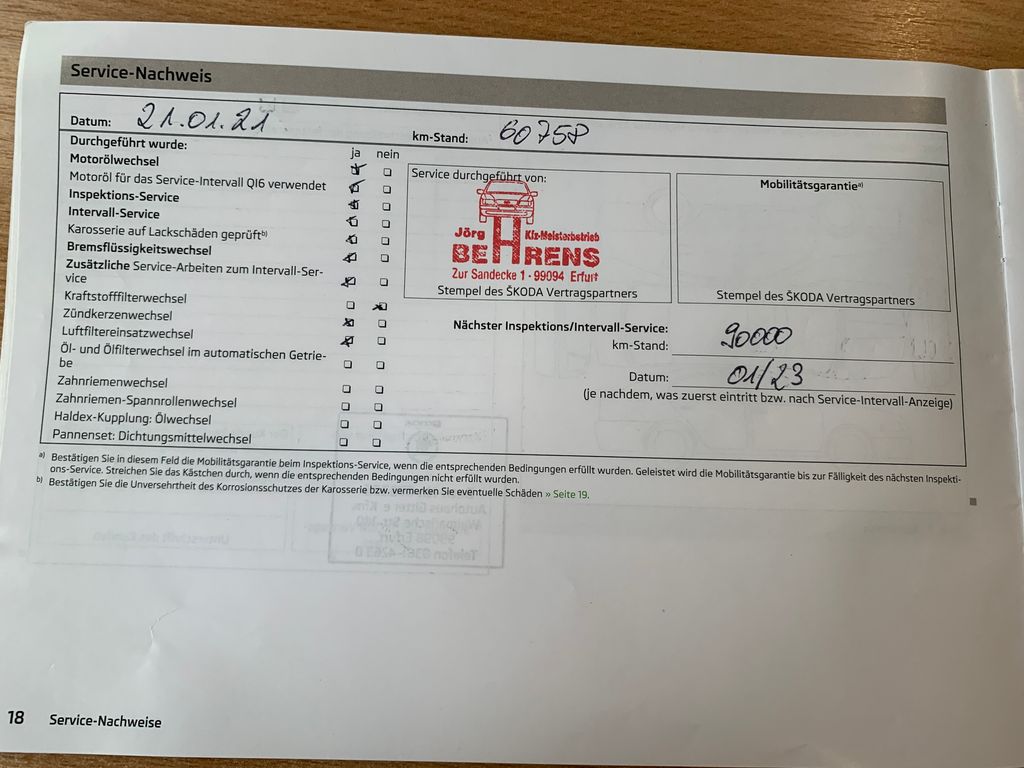 Service-Nachweis
Datum: 21.01.21
km-Stand: 60758
Durchgeführt wurde:
ja nein
Motorölwechsel
Motoröl für das Service-Intervall QI6 verwendet
Inspektions-Service
Intervall-Service
Karosserie auf Lackschäden geprüft b)
Bremsflüssigkeitswechsel
Zusätzliche Service-Arbeiten zum Intervall-Ser-
vice
Kraftstofffilterwechsel
Zündkerzenwechsel
Luftfiltereinsatzwechsel
Öl- und Ölfilterwechsel im automatischen Getrie-
be
Zahnriemenwechsel
Zahnriemen-Spannrollenwechsel
Haldex-Kupplung: Ölwechsel
Pannenset: Dichtungsmittelwechsel
Service durchgeführt von:
Jörg Kfz-Meisterbetrieb
BEHRENS
Zur Sandecke 1 - 99094 Erfurt
Stempel des ŠKODA Vertragspartners
Mobilitätsgarantie a)
Stempel des ŠKODA Vertragspartners
Nächster Inspektions/Intervall-Service:
km-Stand: 90000
Datum: 01/23
(je nachdem, was zuerst eintritt bzw. nach Service-Intervall-Anzeige)
a) Bestätigen Sie in diesem Feld die Mobilitätsgarantie beim Inspektions-Service, wenn die entsprechenden Bedingungen erfüllt wurden. Geleistet wird die Mobilitätsgarantie bis zur Fälligkeit des nächsten Inspekti-
ons-Service. Streichen Sie das Kästchen durch, wenn die entsprechenden Bedingungen nicht erfüllt wurden.
b) Bestätigen Sie die Unversehrtheit des Korrosionsschutzes der Karosserie bzw. vermerken Sie eventuelle Schäden » Seite 19.
18 Service-Nachweise